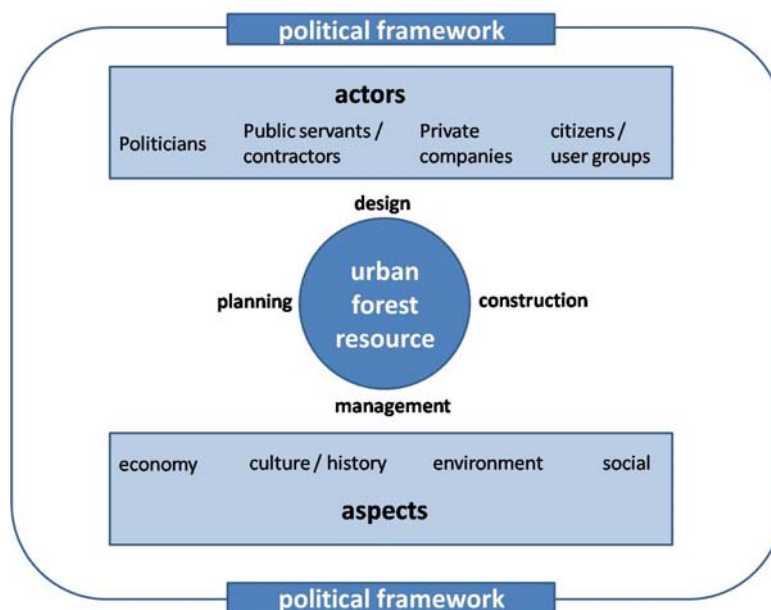 political framework
actors
Politicians
Public servants /
contractors
Private
companies
citizens /
user groups
design
planning
urban
forest
resource
construction
management
economy
culture / history
environment
social
aspects
political framework